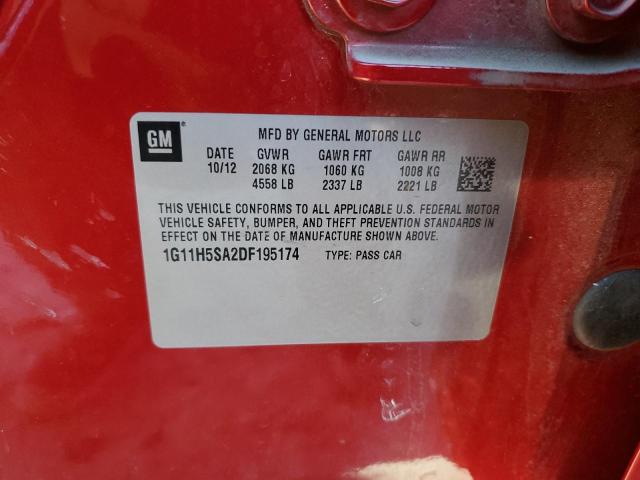 GM ®
MFD BY GENERAL MOTORS LLC
DATE GVWR GAWR FRT GAWR RR
10/12 2068 KG 1060 KG 1008 KG
4558 LB 2337 LB 2221 LB
THIS VEHICLE CONFORMS TO ALL APPLICABLE U.S. FEDERAL MOTOR
VEHICLE SAFETY, BUMPER, AND THEFT PREVENTION STANDARDS IN
EFFECT ON THE DATE OF MANUFACTURE SHOWN ABOVE.
1G11H5SA2DF195174 TYPE: PASS CAR